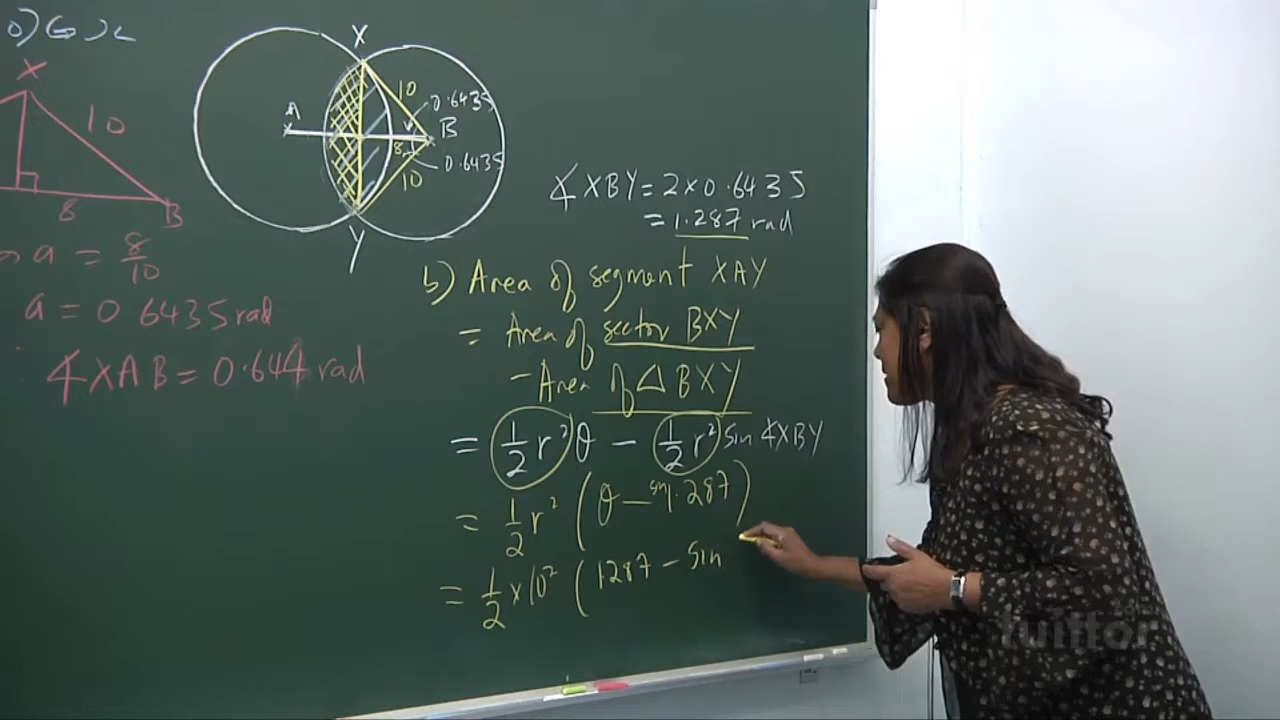 X
10
8
B
a = 8/10
a = 0.6435 rad
∡XAB = 0.644 rad
X
A
10
0.6435
B
8
0.6435
10
Y
∡XBY = 2×0.6435
= 1.287 rad
b) Area of segment XAY
= Area of sector BXY
- Area of △ BXY
= 1/2 r² θ - 1/2 r² sin ∡XBY
= 1/2 r² (θ - sin 1.287)
= 1/2 × 10² (1287 - sin
tuittor